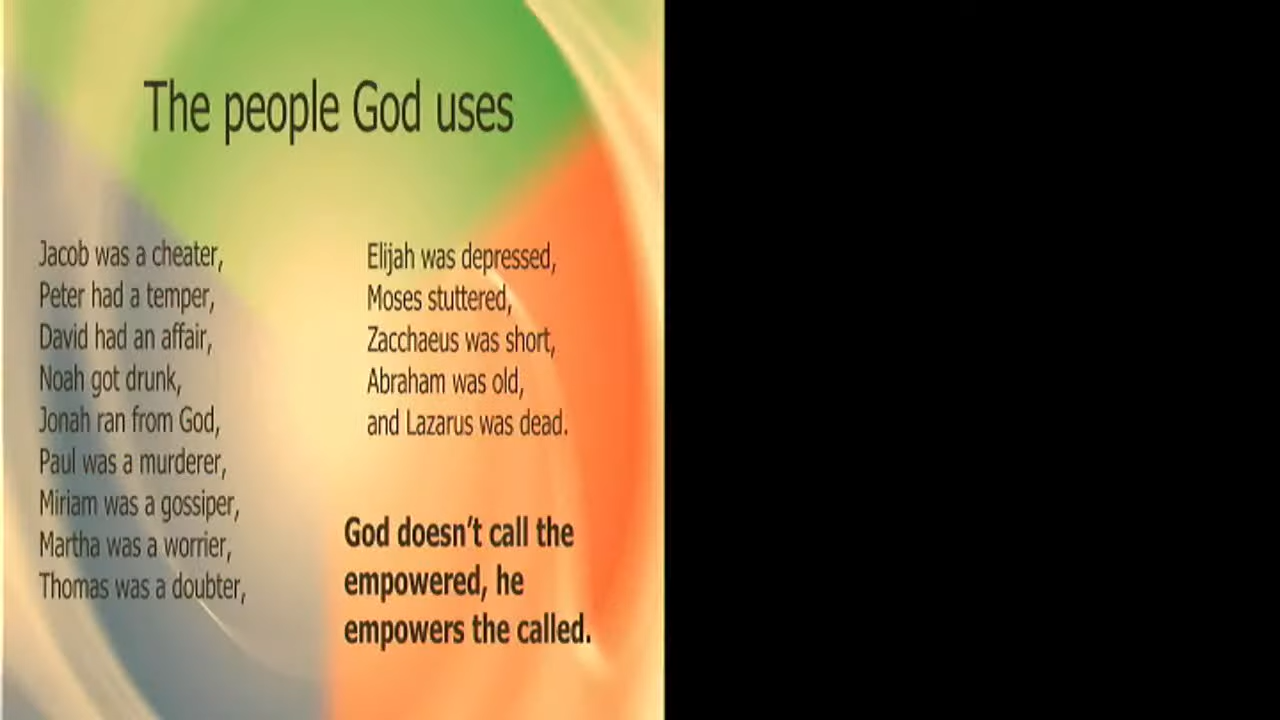 The people God uses
Jacob was a cheater,
Peter had a temper,
David had an affair,
Noah got drunk,
Jonah ran from God,
Paul was a murderer,
Miriam was a gossiper,
Martha was a worrier,
Thomas was a doubter,
Elijah was depressed,
Moses stuttered,
Zacchaeus was short,
Abraham was old,
and Lazarus was dead.
God doesn’t call the
empowered, he
empowers the called.